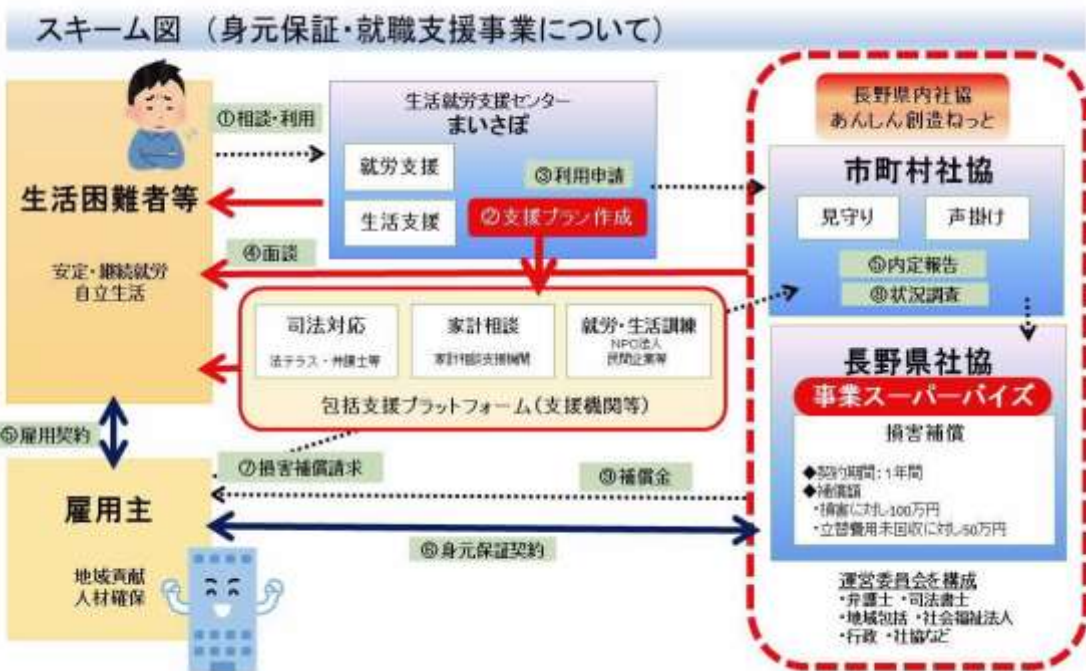 スキーム図 (身元保証・就職支援事業について)
①相談・利用
生活困難者等
安定・継続就労
自立生活
生活就労支援センター
まいさぽ
就労支援
生活支援
③利用申請
②支援プラン作成
④面談
長野県内社協
あんしん創造ねっと
市町村社協
見守り
声掛け
⑤内定報告
⑧状況調査
司法対応
法テラス・弁護士等
家計相談
家計相談支援機関
就労・生活訓練
NPO法人
民間企業等
包括支援プラットフォーム(支援機関等)
長野県社協
事業スーパーバイズ
損害補償
◆契約期間:1年間
◆補償額
・損害に対し100万円
・立替費用未回収に対し50万円
⑤雇用契約
⑦損害補償請求
⑨補償金
⑥身元保証契約
雇用主
地域貢献
人材確保
運営委員会を構成
・弁護士 ・司法書士
・地域包括 ・社会福祉法人
・行政 ・社協など